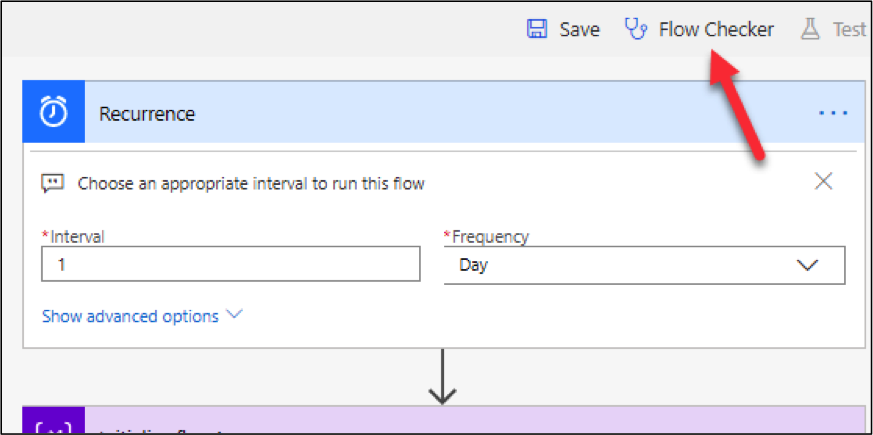 Save Flow Checker Test
Recurrence
Choose an appropriate interval to run this flow
*Interval *Frequency
1 Day
Show advanced options